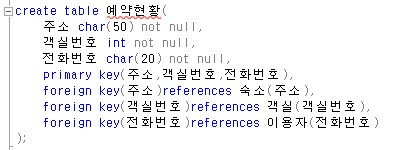 create table 예약현황(
주소 char(50) not null,
객실번호 int not null,
전화번호 char(20) not null,
primary key(주소,객실번호,전화번호),
foreign key(주소)references 숙소(주소),
foreign key(객실번호)references 객실(객실번호),
foreign key(전화번호)references 이용자(전화번호)
);